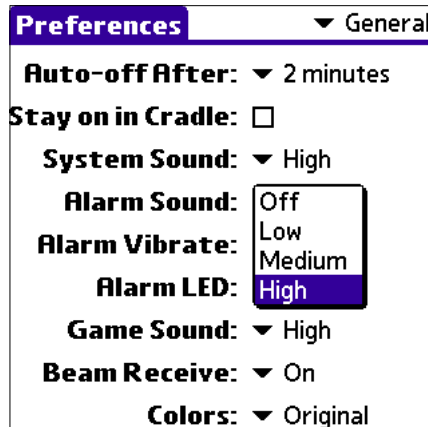 Preferences General
Auto-off After: 2 minutes
Stay on in Cradle:
System Sound: High
Alarm Sound: Off
Low
Alarm Vibrate:
Medium
Alarm LED: High
Game Sound: High
Beam Receive: On
Colors: Original